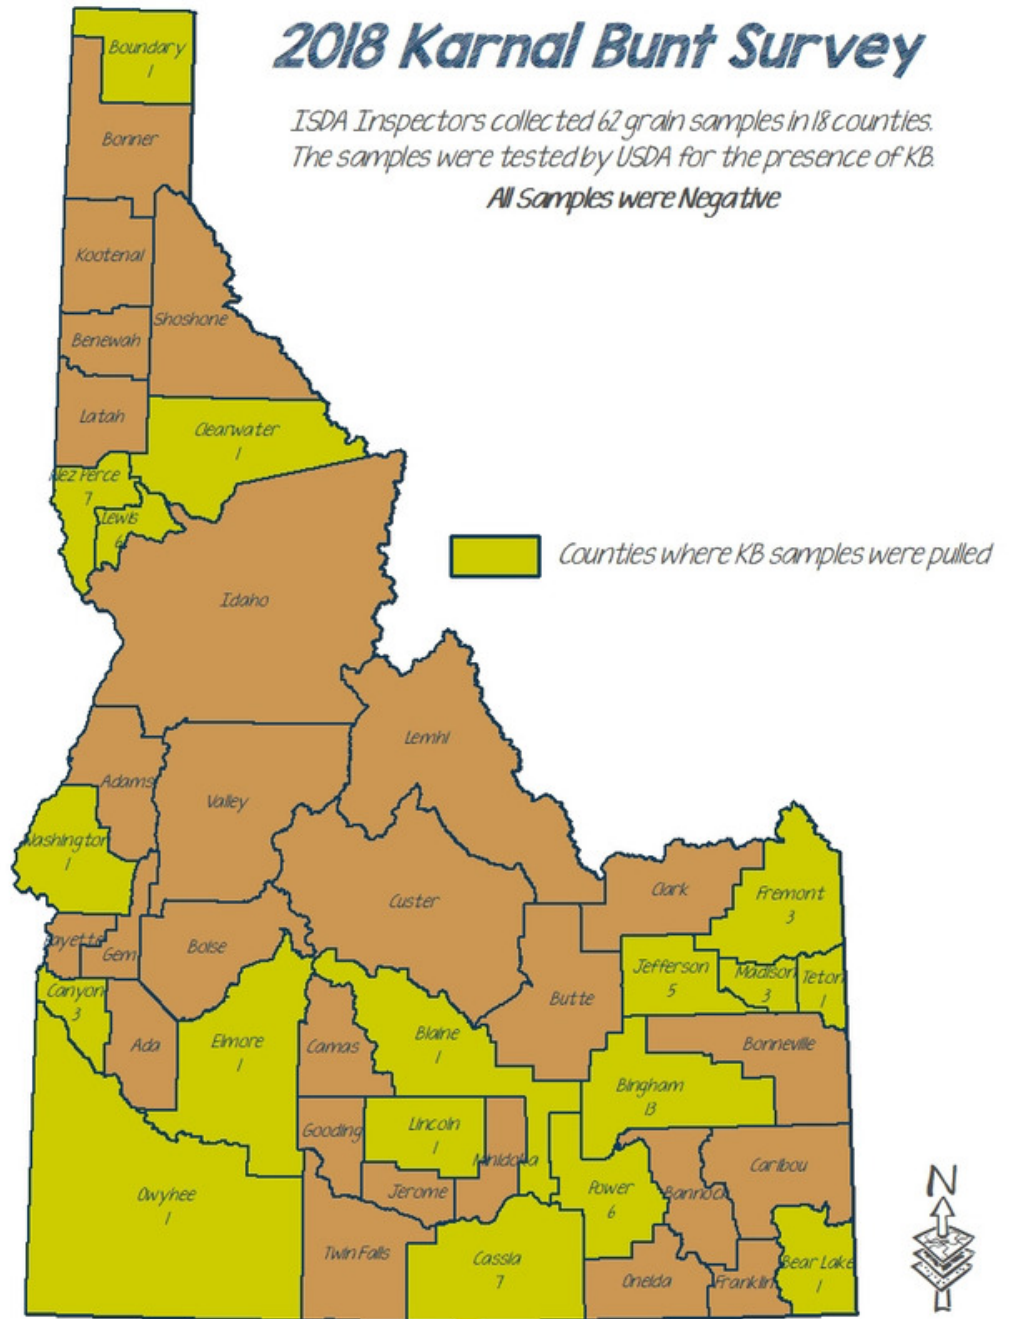 2018 Karnal Bunt Survey
ISDA Inspectors collected 62 grain samples in 18 counties.
The samples were tested by USDA for the presence of KB.
All Samples were Negative
Boundary
1
Bonner
Kootenai
Shoshone
Benewah
Latah
Clearwater
1
Nez Perce
7
Lewis
6
Counties where KB samples were pulled
Idaho
Lemhi
Adams
Valley
Washington
1
Custer
Clark
Fremont
3
Payette
Gem
Boise
Jefferson
5
Madison
3
Teton
1
Canyon
3
Butte
Ada
Elmore
1
Camas
Blaine
1
Bonneville
Bingham
13
Gooding
Lincoln
1
Minidoka
Caribou
Owyhee
1
Jerome
Power
6
Bannock
N
Twin Falls
Cassia
7
Oneida
Franklin
Bear Lake
1